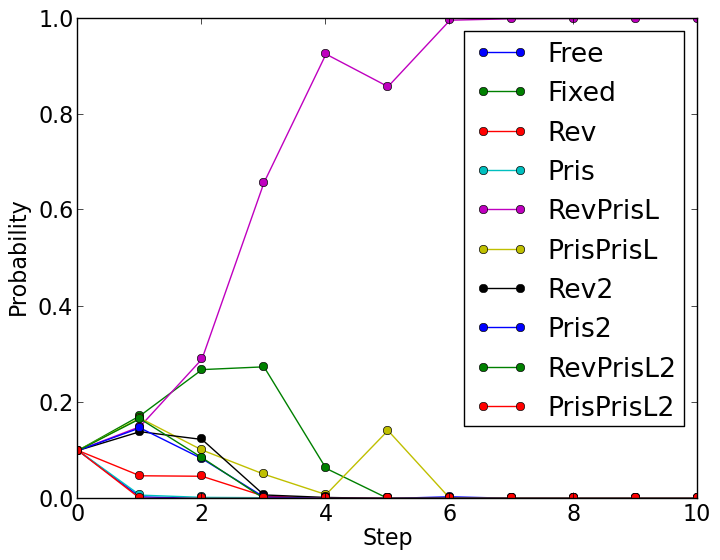 1.0
0.8
0.6
0.4
0.2
0.0
Probability
0
2
4
6
8
10
Step
Free
Fixed
Rev
Pris
RevPrisL
PrisPrisL
Rev2
Pris2
RevPrisL2
PrisPrisL2